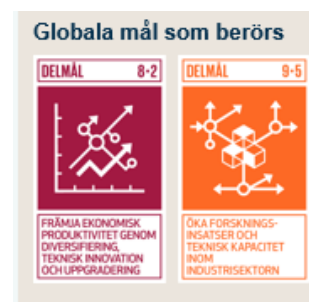 Globala mål som berörs
DELMÅL 8·2
FRÄMJA EKONOMISK
PRODUKTIVITET GENOM
DIVERSIFIERING,
TEKNISK INNOVATION
OCH UPPGRADERING
DELMÅL 9·5
ÖKA FORSKNINGS-
INSATSER OCH
TEKNISK KAPACITET
INOM
INDUSTRISEKTORN